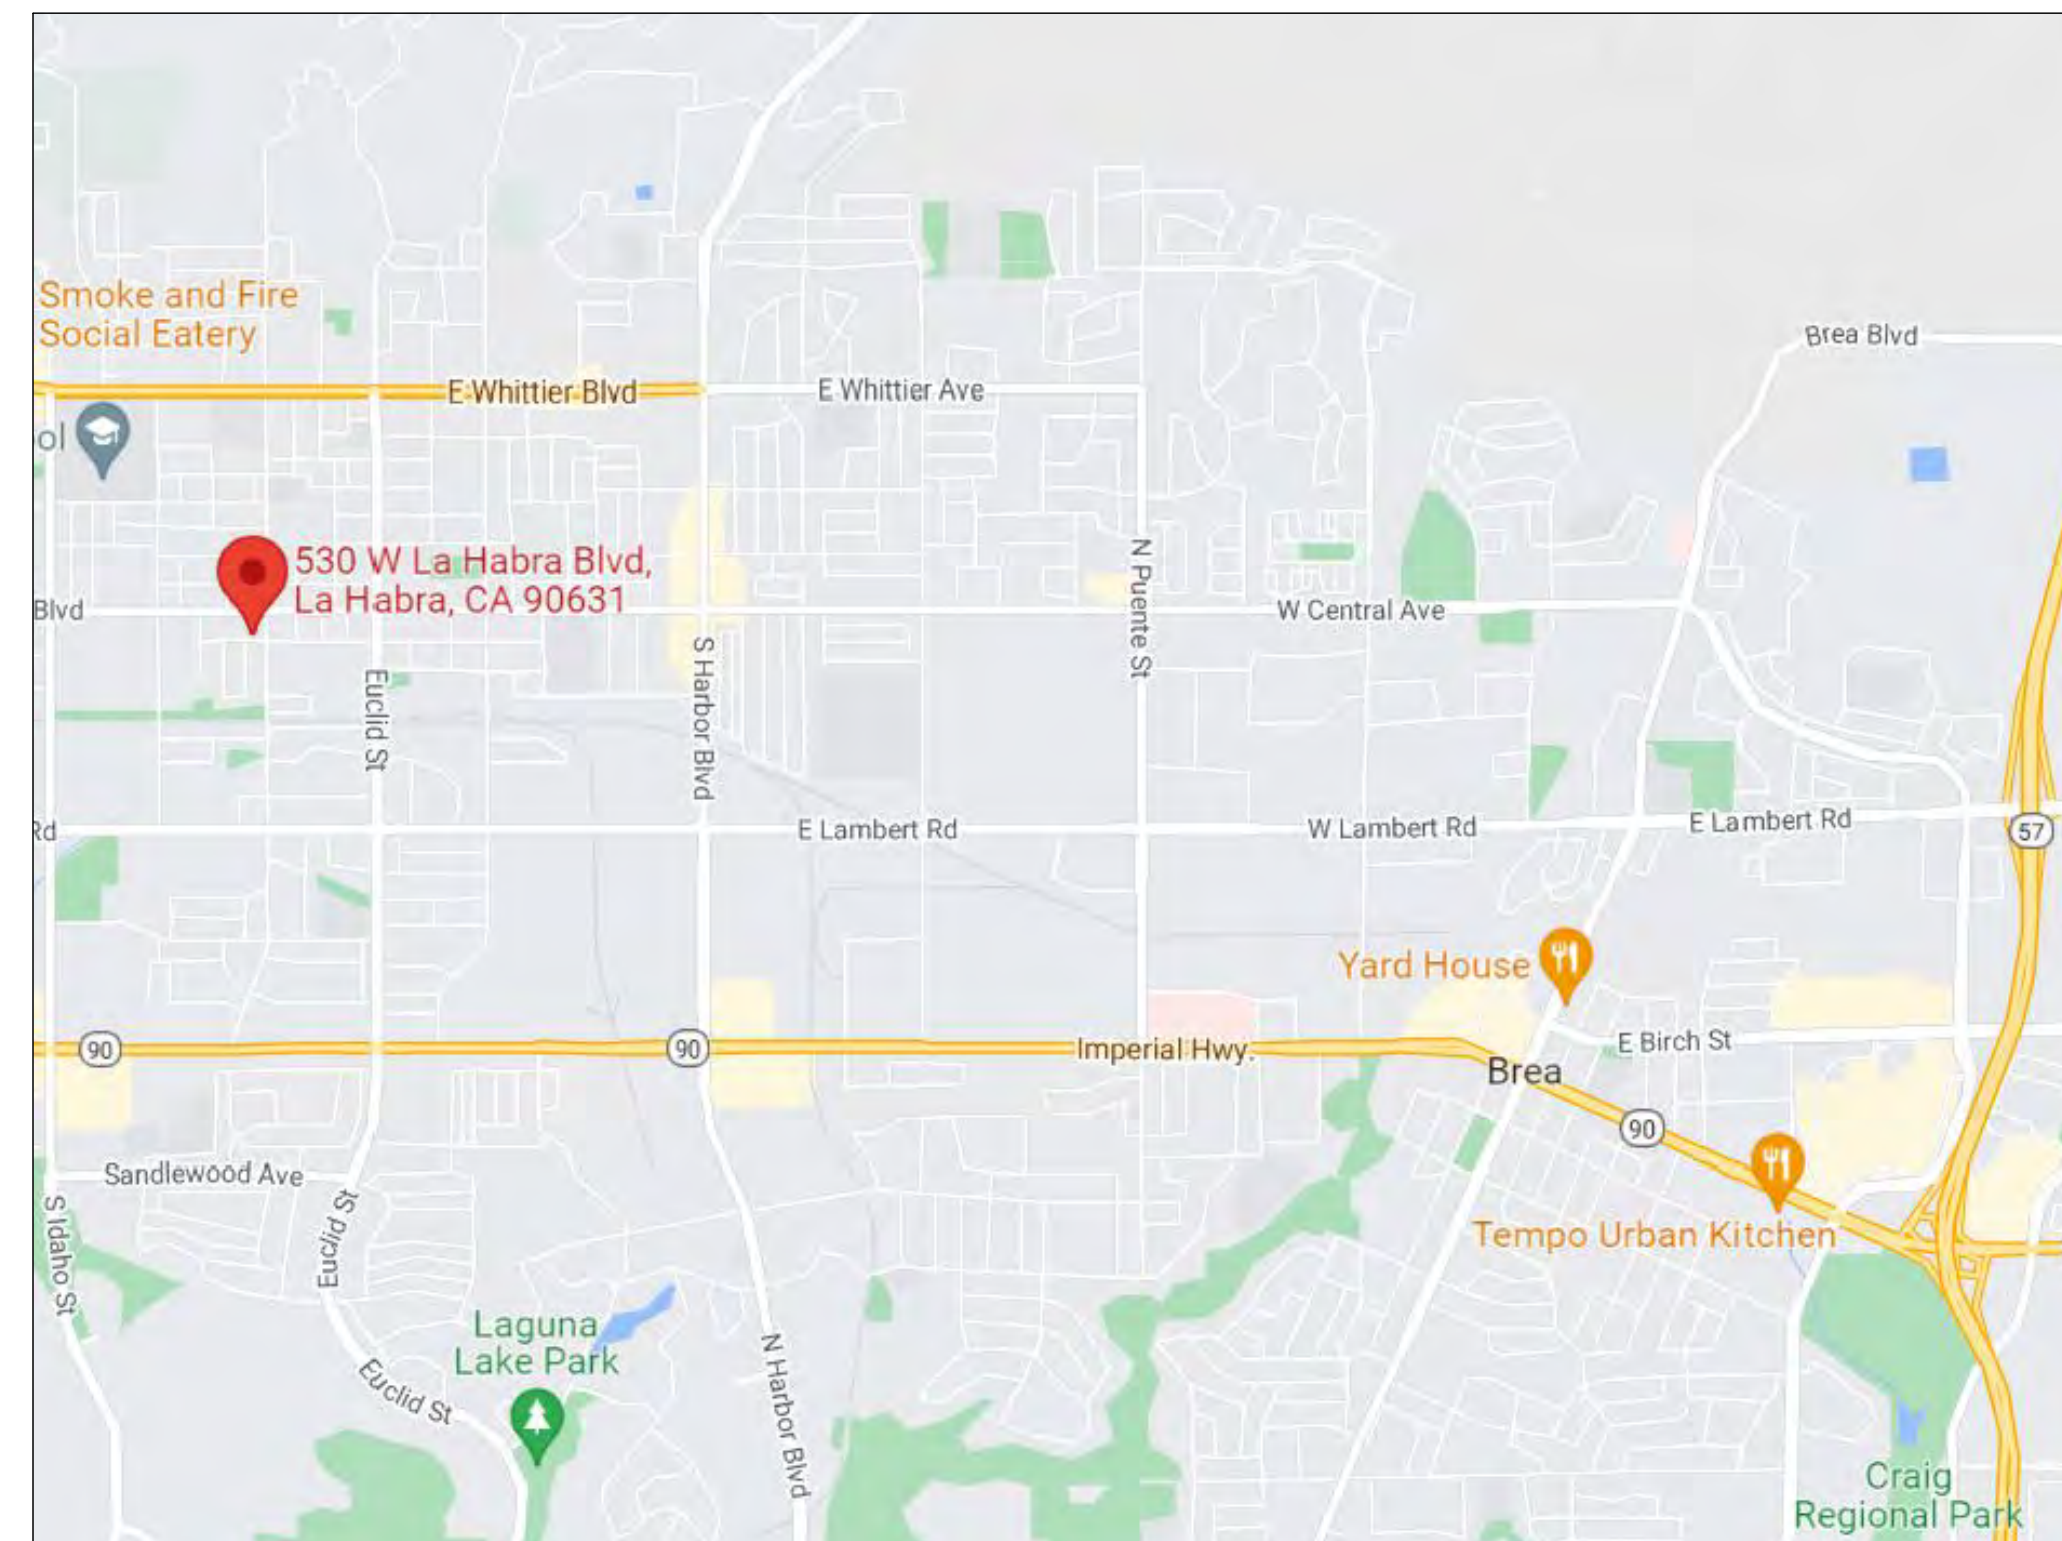 Smoke and Fire
Social Eatery
Brea Blvd
E Whittier Blvd
E Whittier Ave
ol
530 W La Habra Blvd,
La Habra, CA 90631
Blvd
N Puente St
W Central Ave
S Harbor Blvd
Euclid St
Rd
E Lambert Rd
W Lambert Rd
E Lambert Rd
57
Yard House
90
90
Imperial Hwy.
E Birch St
Brea
90
Sandlewood Ave
Euclid St
S Idaho St
Tempo Urban Kitchen
Laguna
Lake Park
Euclid St
N Harbor Blvd
Craig
Regional Park